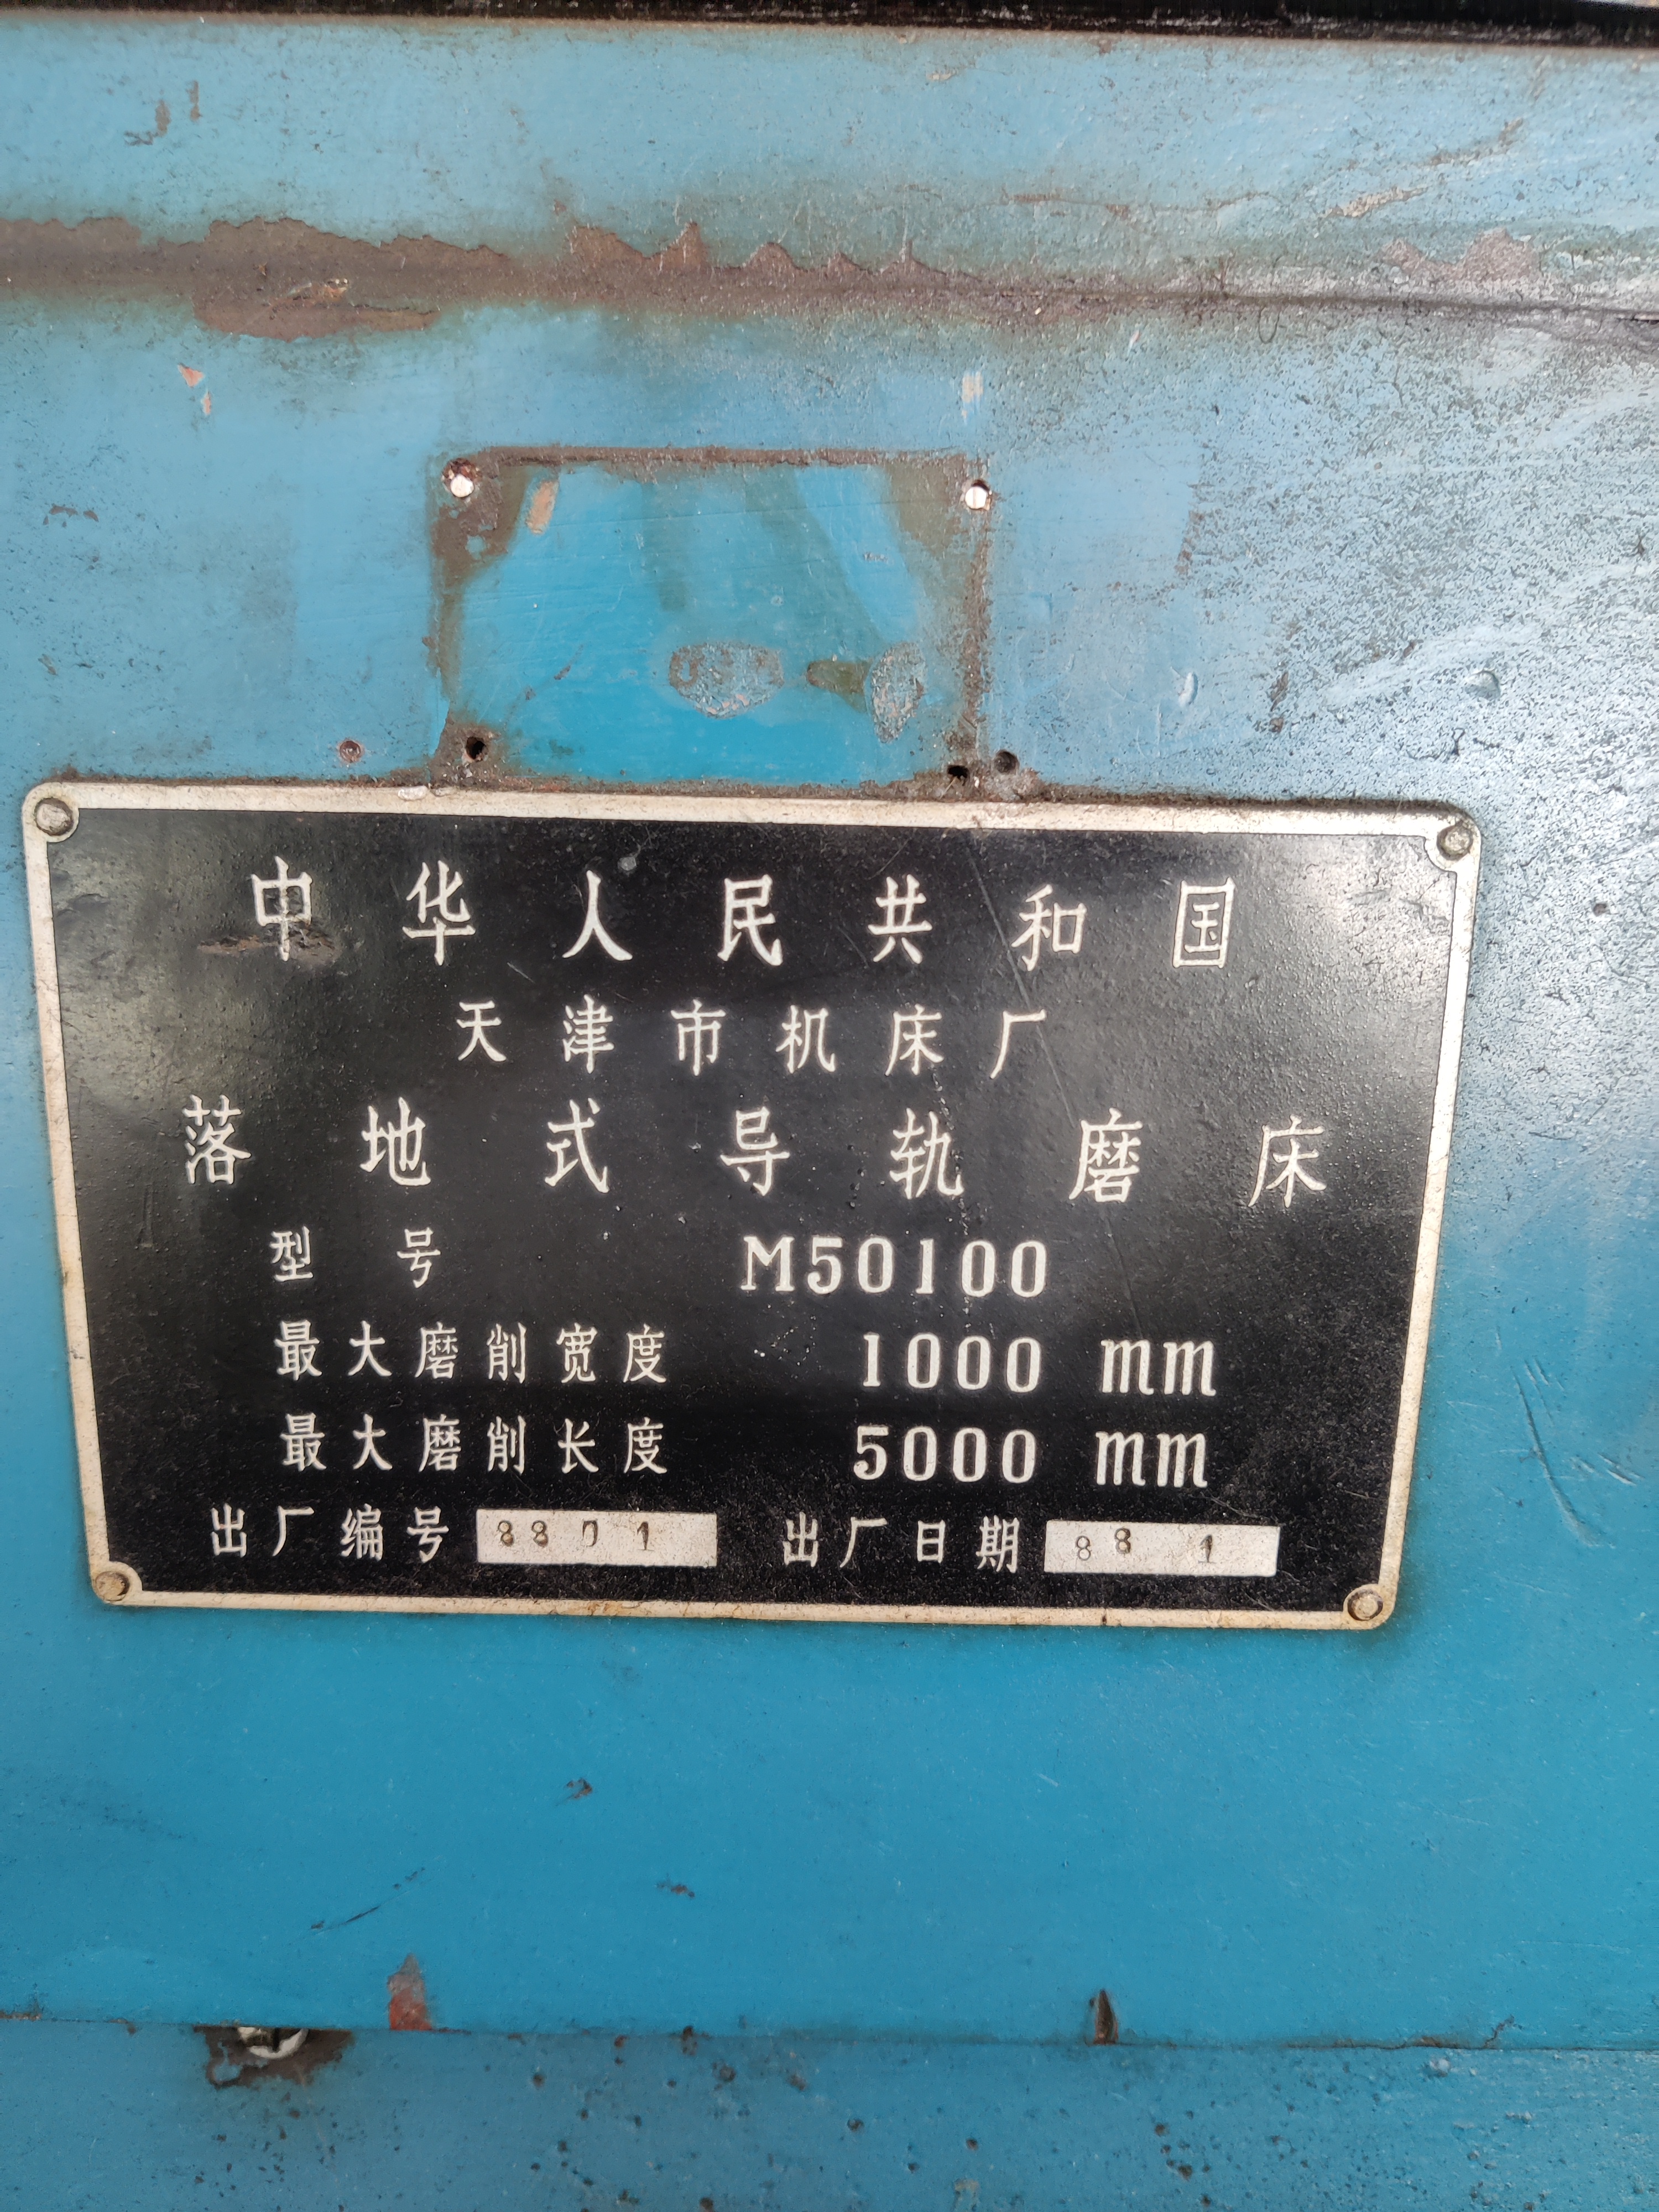 中华人民共和国
天津市机床厂
落地式导轨磨床
型号 M50100
最大磨削宽度 1000 mm
最大磨削长度 5000 mm
出厂编号 8801 出厂日期 88 1